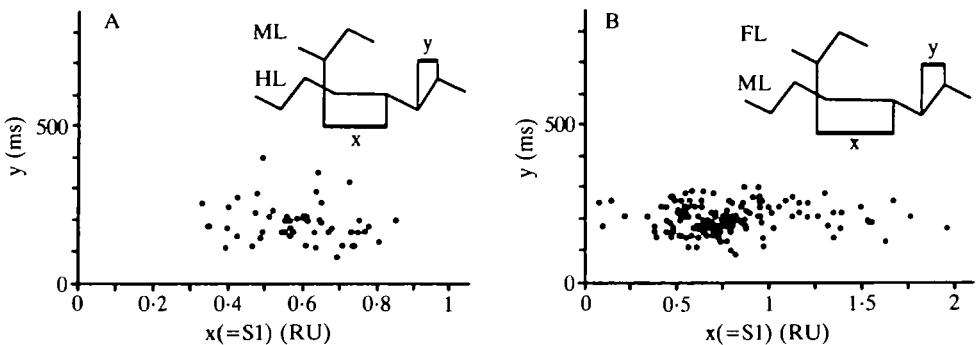 A
ML
HL
y
x
500
0
y (ms)
0 0·2 0·4 0·6 0·8 1
x(=S1) (RU)
B
FL
ML
y
x
500
0
y (ms)
0 0·5 1 1·5 2
x(=S1) (RU)